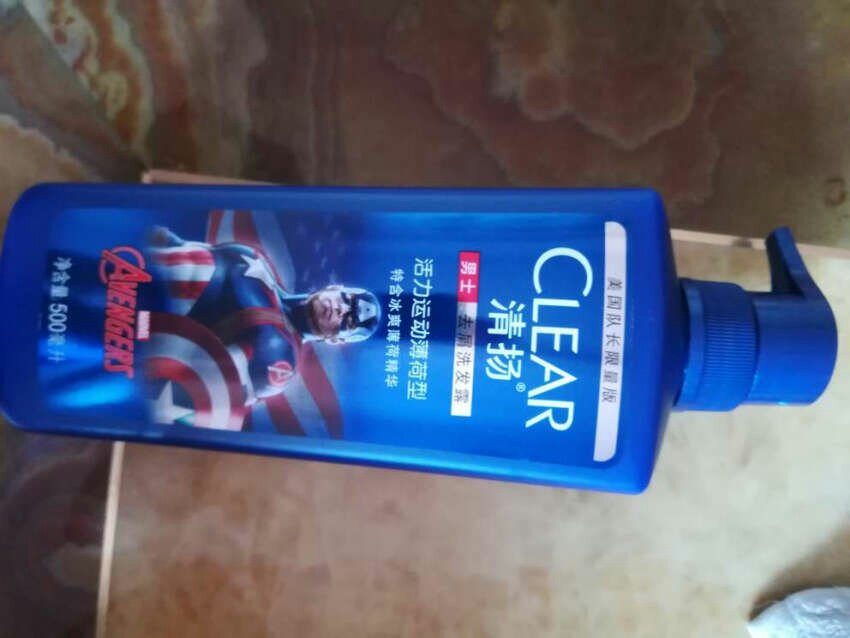 美国队长限量版
CLEAR
清扬®
男士 去屑洗发露
活力运动薄荷型
特含冰爽薄荷精华
MARVEL
AVENGERS
净含量 500毫升